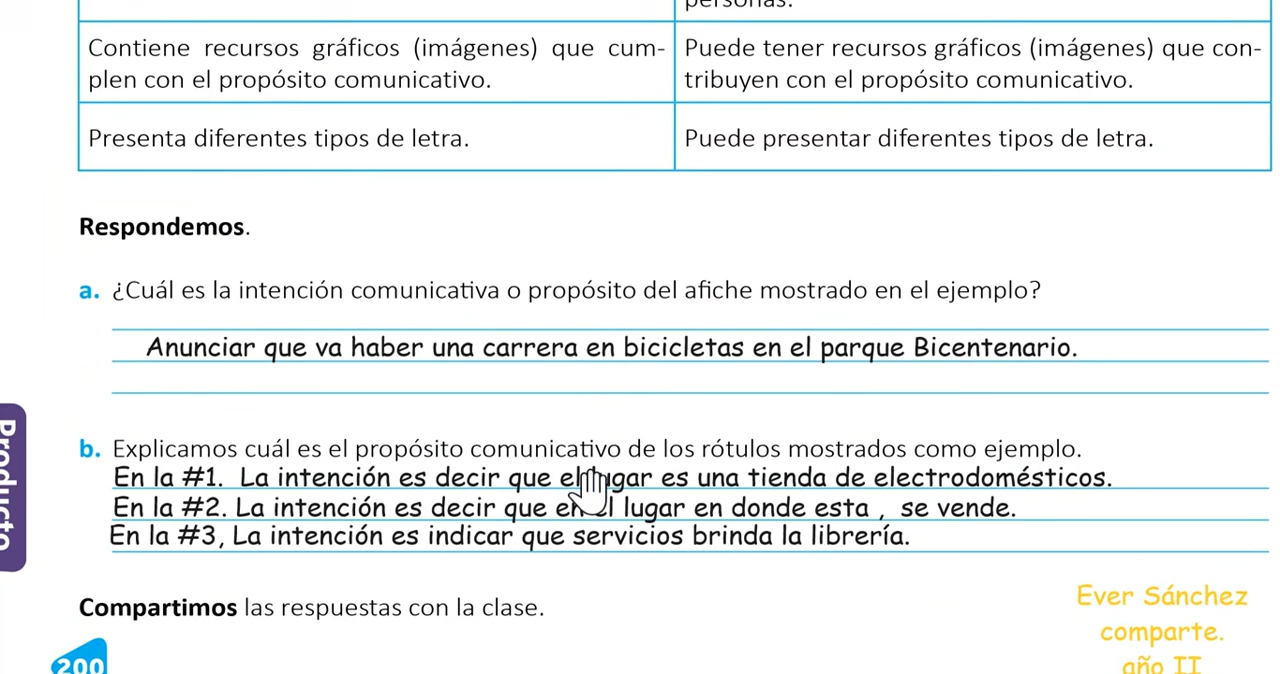 personas.
Contiene recursos gráficos (imágenes) que cum-
plen con el propósito comunicativo.
Puede tener recursos gráficos (imágenes) que con-
tribuyen con el propósito comunicativo.
Presenta diferentes tipos de letra.
Puede presentar diferentes tipos de letra.
Respondemos.
a. ¿Cuál es la intención comunicativa o propósito del afiche mostrado en el ejemplo?
Anunciar que va haber una carrera en bicicletas en el parque Bicentenario.
b. Explicamos cuál es el propósito comunicativo de los rótulos mostrados como ejemplo.
En la #1. La intención es decir que el lugar es una tienda de electrodomésticos.
En la #2. La intención es decir que en el lugar en donde esta , se vende.
En la #3, La intención es indicar que servicios brinda la librería.
Compartimos las respuestas con la clase.
Producto
200
Ever Sánchez
comparte.
año II